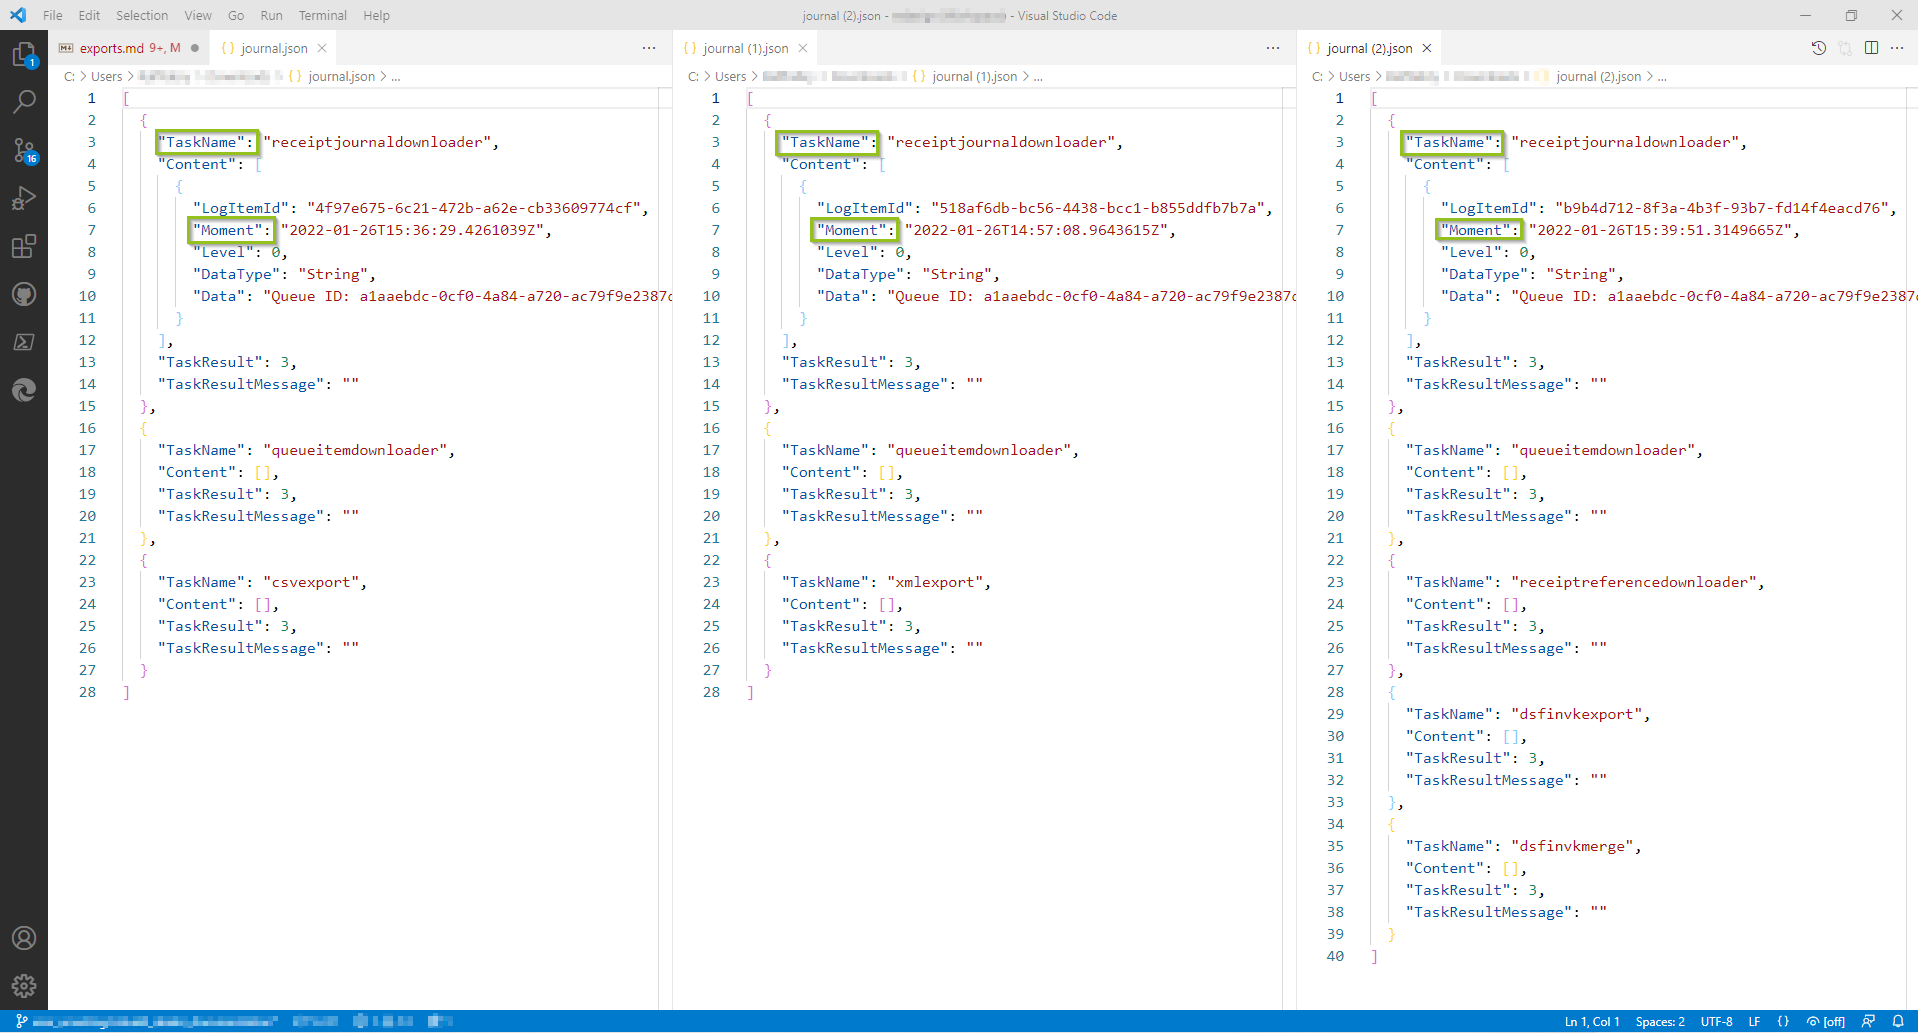 File Edit Selection View Go Run Terminal Help
journal (2).json - - Visual Studio Code
exports.md 9+, M
journal.json
C: > Users > {} journal.json > ...
1 [
2 {
3 "TaskName": "receiptjournaldownloader",
4 "Content": [
5 {
6 "LogItemId": "4f97e675-6c21-472b-a62e-cb33609774cf",
7 "Moment": "2022-01-26T15:36:29.4261039Z",
8 "Level": 0,
9 "DataType": "String",
10 "Data": "Queue ID: a1aaebdc-0cf0-4a84-a720-ac79f9e2387
11 }
12 ],
13 "TaskResult": 3,
14 "TaskResultMessage": ""
15 },
16 {
17 "TaskName": "queueitemdownloader",
18 "Content": [],
19 "TaskResult": 3,
20 "TaskResultMessage": ""
21 },
22 {
23 "TaskName": "csvexport",
24 "Content": [],
25 "TaskResult": 3,
26 "TaskResultMessage": ""
27 }
28 ]
journal (1).json
C: > Users > {} journal (1).json > ...
1 [
2 {
3 "TaskName": "receiptjournaldownloader",
4 "Content": [
5 {
6 "LogItemId": "518af6db-bc56-4438-bcc1-b855ddfb7b7a",
7 "Moment": "2022-01-26T14:57:08.9643615Z",
8 "Level": 0,
9 "DataType": "String",
10 "Data": "Queue ID: a1aaebdc-0cf0-4a84-a720-ac79f9e2387
11 }
12 ],
13 "TaskResult": 3,
14 "TaskResultMessage": ""
15 },
16 {
17 "TaskName": "queueitemdownloader",
18 "Content": [],
19 "TaskResult": 3,
20 "TaskResultMessage": ""
21 },
22 {
23 "TaskName": "xmlexport",
24 "Content": [],
25 "TaskResult": 3,
26 "TaskResultMessage": ""
27 }
28 ]
journal (2).json
C: > Users > journal (2).json > ...
1 [
2 {
3 "TaskName": "receiptjournaldownloader",
4 "Content": [
5 {
6 "LogItemId": "b9b4d712-8f3a-4b3f-93b7-fd14f4eacd76",
7 "Moment": "2022-01-26T15:39:51.3149665Z",
8 "Level": 0,
9 "DataType": "String",
10 "Data": "Queue ID: a1aaebdc-0cf0-4a84-a720-ac79f9e2387
11 }
12 ],
13 "TaskResult": 3,
14 "TaskResultMessage": ""
15 },
16 {
17 "TaskName": "queueitemdownloader",
18 "Content": [],
19 "TaskResult": 3,
20 "TaskResultMessage": ""
21 },
22 {
23 "TaskName": "receiptreferencedownloader",
24 "Content": [],
25 "TaskResult": 3,
26 "TaskResultMessage": ""
27 },
28 {
29 "TaskName": "dsfinvkexport",
30 "Content": [],
31 "TaskResult": 3,
32 "TaskResultMessage": ""
33 },
34 {
35 "TaskName": "dsfinvkmerge",
36 "Content": [],
37 "TaskResult": 3,
38 "TaskResultMessage": ""
39 }
40 ]
1
16
Ln 1, Col 1 Spaces: 2 UTF-8 LF {} [off]